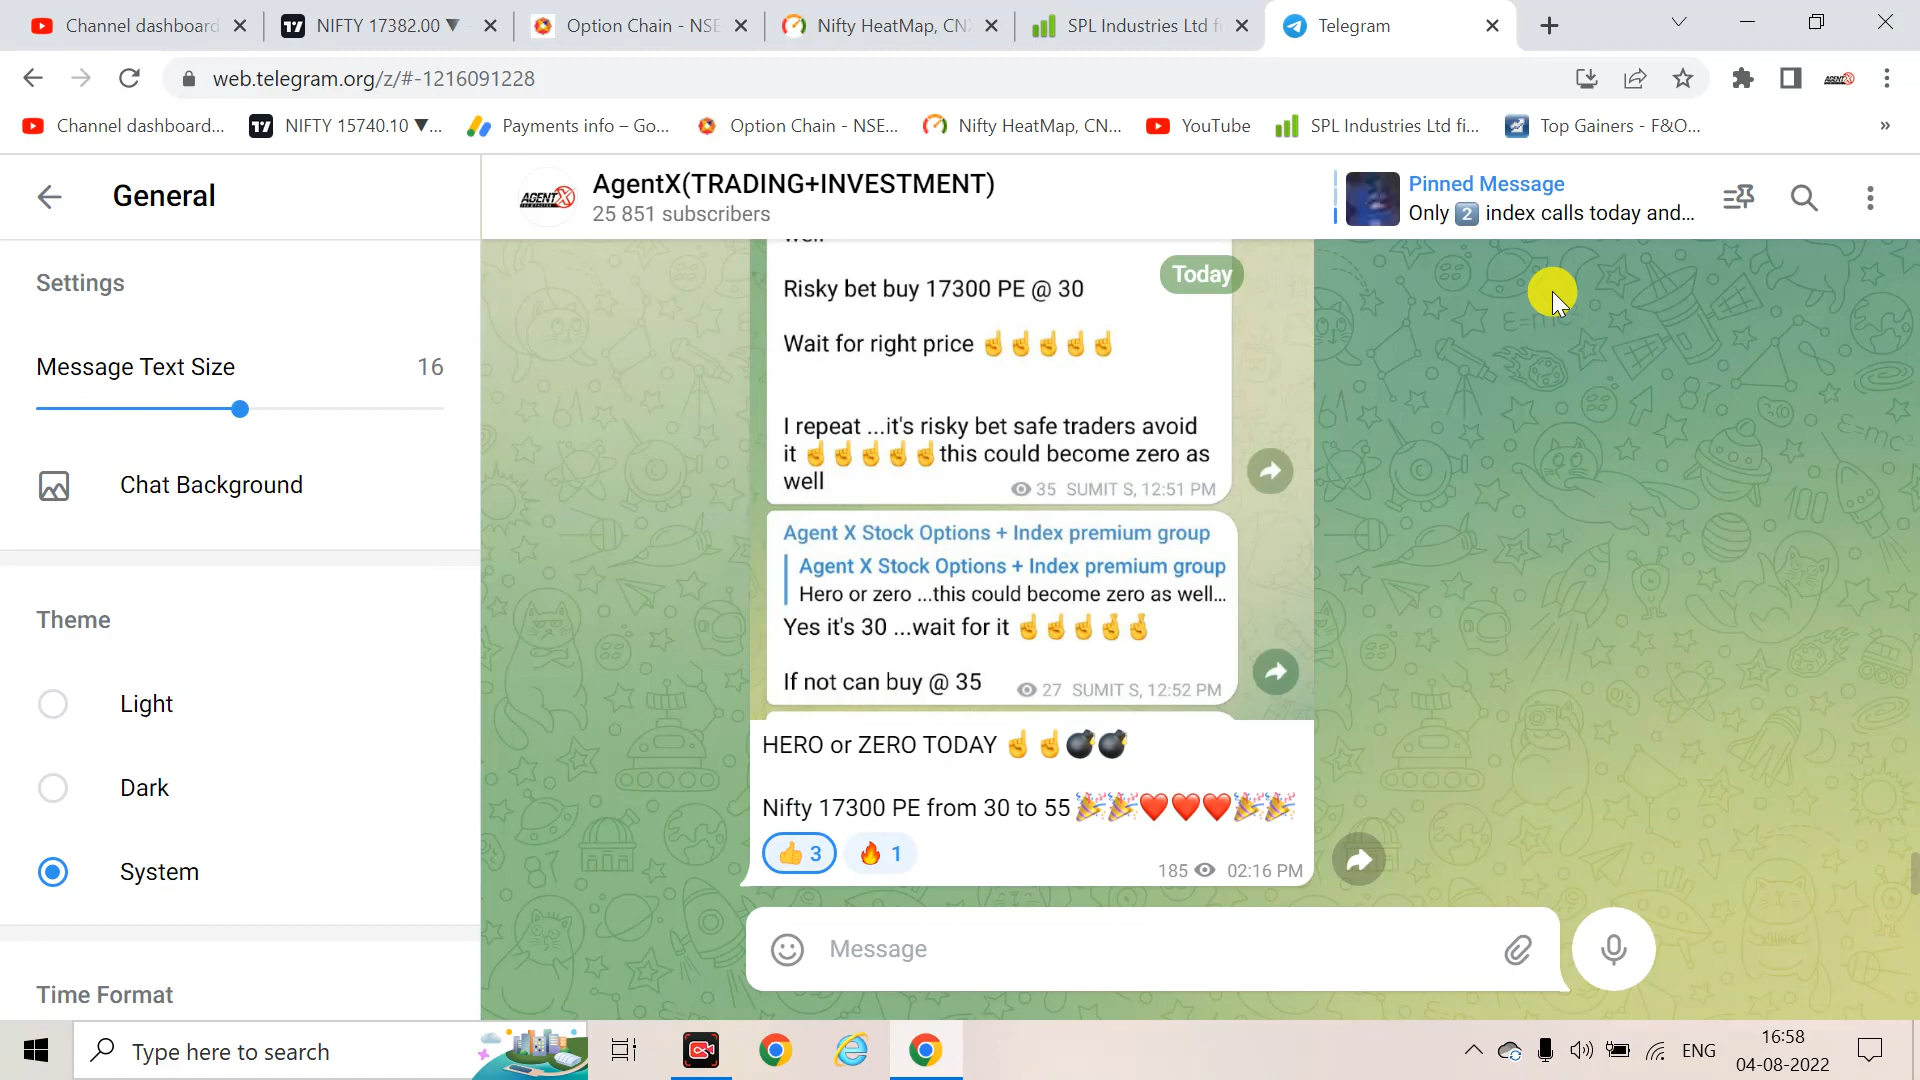 Channel dashboard
NIFTY 17382.00 ▼
Option Chain - NSE
Nifty HeatMap, CN
SPL Industries Ltd f
Telegram
web.telegram.org/z/#-1216091228
AGENTX
Channel dashboard...
NIFTY 15740.10 ▼...
Payments info – Go...
Option Chain - NSE...
Nifty HeatMap, CN...
YouTube
SPL Industries Ltd fi...
Top Gainers - F&O...
»
General
AGENTX
AgentX(TRADING+INVESTMENT)
25 851 subscribers
Pinned Message
Only 2️⃣ index calls today and...
Settings
Message Text Size 16
Chat Background
Theme
Light
Dark
System
Time Format
well
Today
Risky bet buy 17300 PE @ 30
Wait for right price ☝☝☝☝☝
I repeat ...it's risky bet safe traders avoid
it ☝☝☝☝☝this could become zero as
well
35 SUMIT S, 12:51 PM
Agent X Stock Options + Index premium group
Agent X Stock Options + Index premium group
Hero or zero ...this could become zero as well...
Yes it's 30 ...wait for it ☝☝☝🤞🤞
If not can buy @ 35
27 SUMIT S, 12:52 PM
HERO or ZERO TODAY ☝☝💣💣
Nifty 17300 PE from 30 to 55 🎉🎉❤️❤️❤️🎉🎉
👍 3 🔥 1
185 02:16 PM
Message
Type here to search
ENG
16:58
04-08-2022